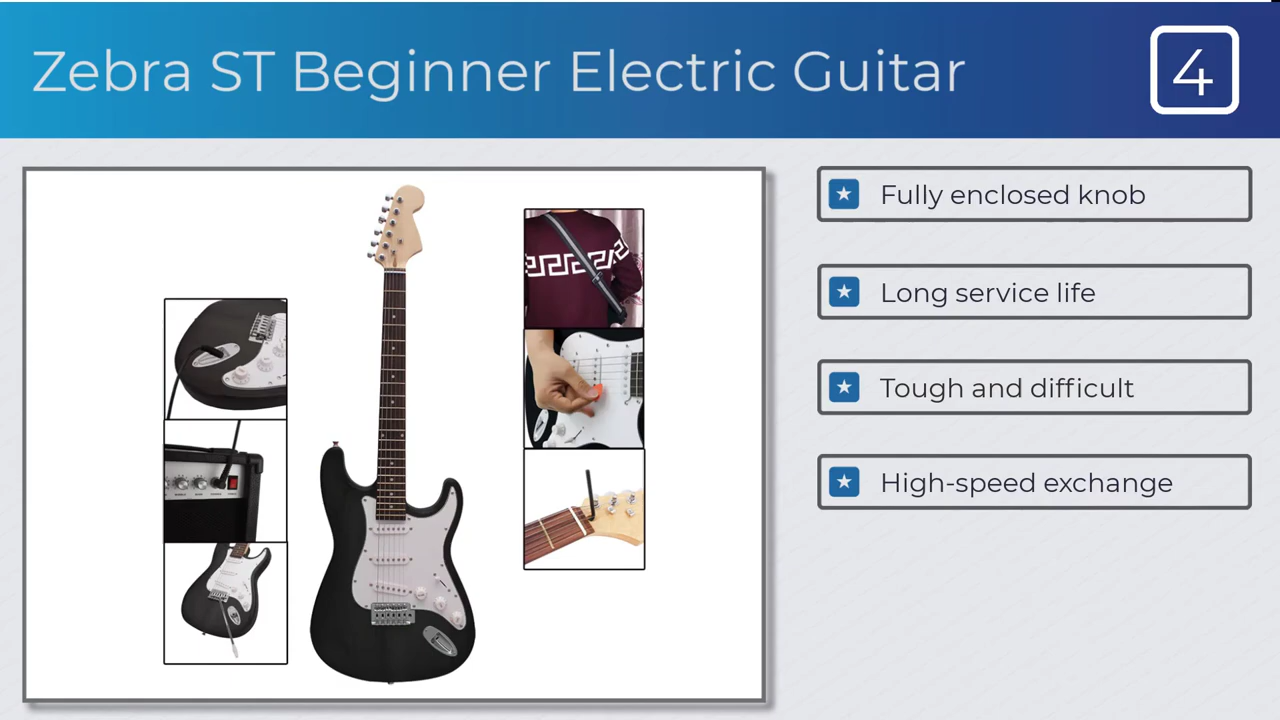 Zebra ST Beginner Electric Guitar
4
Fully enclosed knob
Long service life
Tough and difficult
High-speed exchange